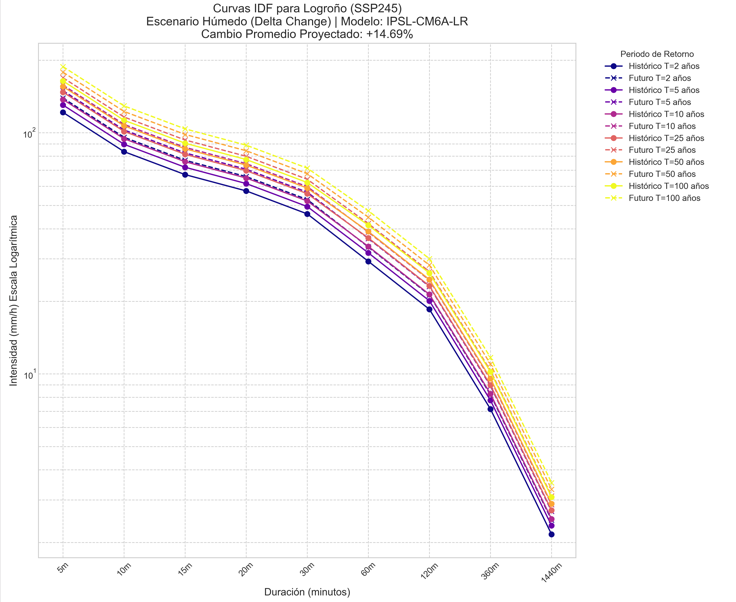 Curvas IDF para Logroño (SSP245)
Escenario Húmedo (Delta Change) | Modelo: IPSL-CM6A-LR
Cambio Promedio Proyectado: +14.69%
Periodo de Retorno
Histórico T=2 años
Futuro T=2 años
Histórico T=5 años
Futuro T=5 años
Histórico T=10 años
Futuro T=10 años
Histórico T=25 años
Futuro T=25 años
Histórico T=50 años
Futuro T=50 años
Histórico T=100 años
Futuro T=100 años
Intensidad (mm/h) Escala Logarítmica
10²
10¹
5m
10m
15m
20m
30m
60m
120m
360m
1440m
Duración (minutos)